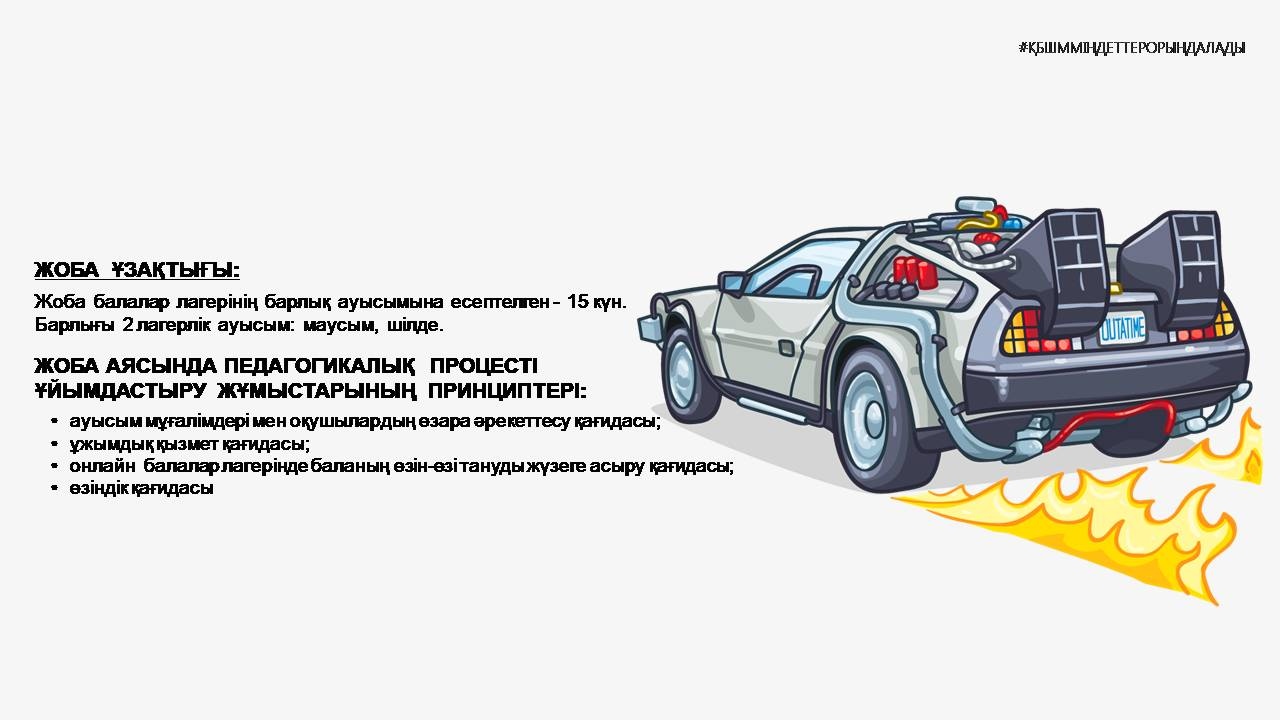 #ҚБШММІНДЕТТЕРОРЫНДАЛАДЫ
ЖОБА ҰЗАҚТЫҒЫ:
Жоба балалар лагерінің барлық ауысымына есептелген - 15 күн.
Барлығы 2 лагерлік ауысым: маусым, шілде.
ЖОБА АЯСЫНДА ПЕДАГОГИКАЛЫҚ ПРОЦЕСТІ
ҰЙЫМДАСТЫРУ ЖҰМЫСТАРЫНЫҢ ПРИНЦИПТЕРІ:
• ауысым мұғалімдері мен оқушылардың өзара әрекеттесу қағидасы;
• ұжымдық қызмет қағидасы;
• онлайн балалар лагерінде баланың өзін-өзі тануды жүзеге асыру қағидасы;
• өзіндік қағидасы
OUTATIME